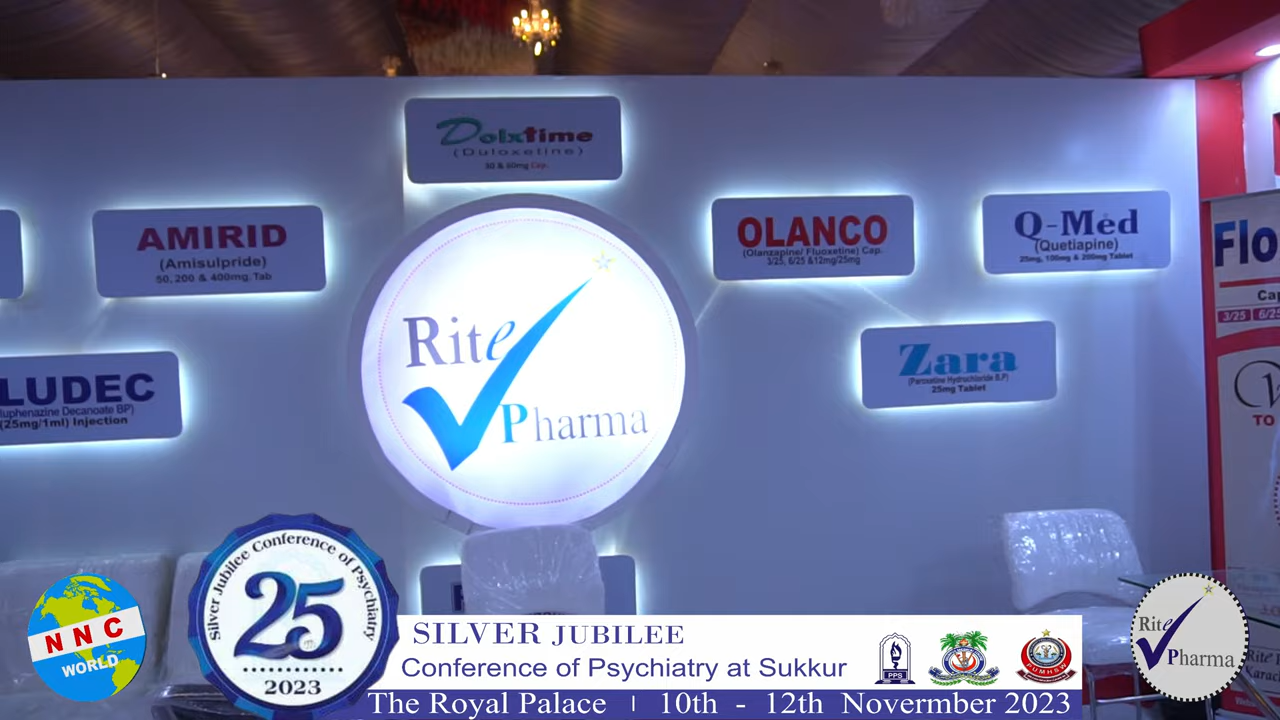 Dolxtime
(Duloxetine)
30 & 60mg Cap.
AMIRID
(Amisulpride)
50, 200 & 400mg. Tab
OLANCO
(Olanzapine/ Fluoxetine) Cap.
3/25, 6/25 &12mg/25mg
Q-Med
(Quetiapine)
25mg, 100mg & 200mg Tablet
Flo
Cap
3/25 6/25
TO
LUDEC
luphenazine Decanoate BP)
(25mg/1ml) Injection
Rite
Pharma
Zara
(Paroxetine Hydrochloride B.P)
25mg Tablet
NNC
WORLD
Silver Jubilee Conference of Psychiatry
25
2023
SILVER JUBILEE
Conference of Psychiatry at Sukkur
The Royal Palace | 10th - 12th Novermber 2023
PPS
PUMHSW
Rite
Pharma